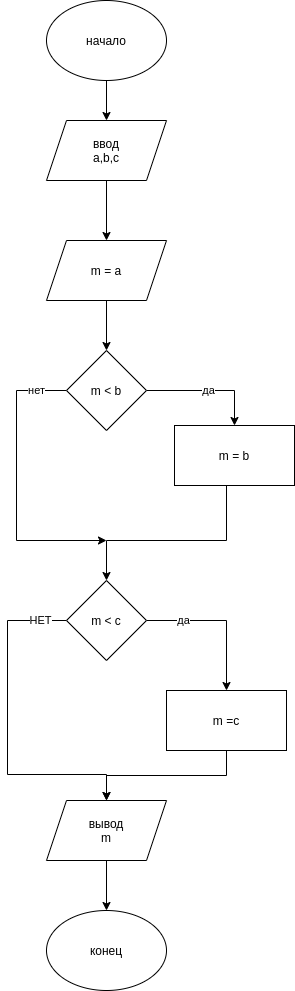 начало
ввод
a,b,c
m = a
m < b
нет
да
m = b
m < c
НЕТ
да
m =c
вывод
m
конец